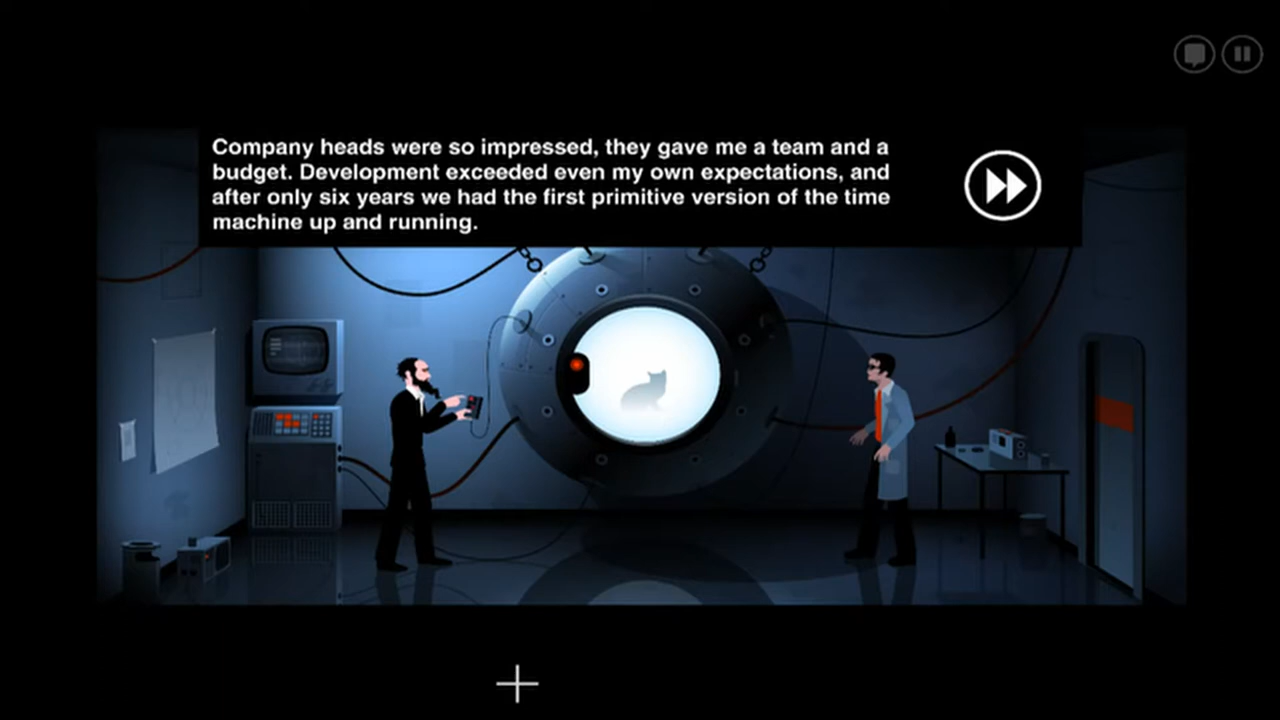 Company heads were so impressed, they gave me a team and a
budget. Development exceeded even my own expectations, and
after only six years we had the first primitive version of the time
machine up and running.